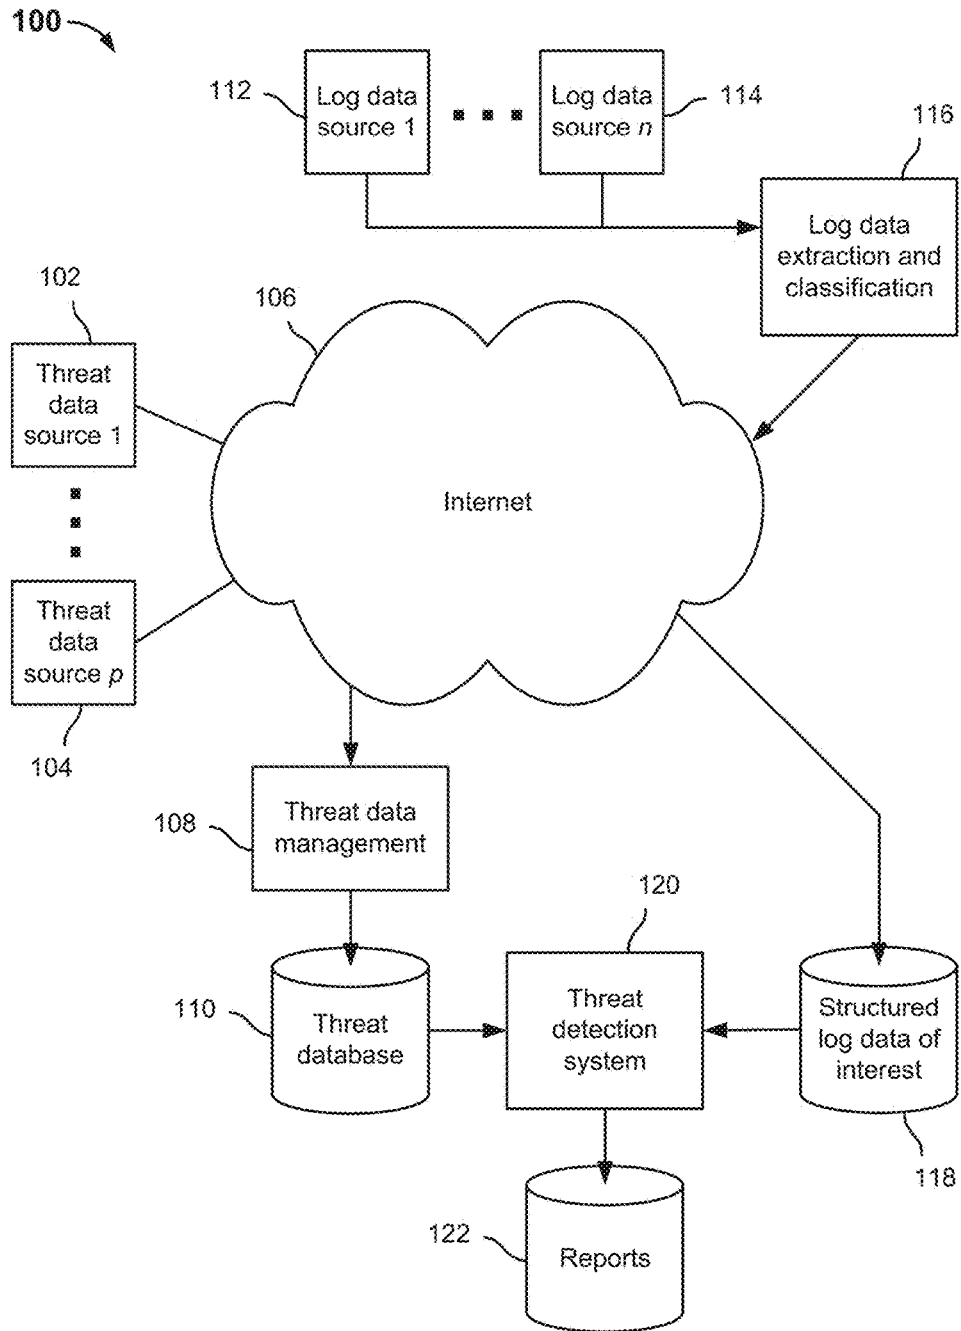 100
112
Log data
source 1
Log data
source n
114
116
Log data
extraction and
classification
102
Threat
data
source 1
106
Internet
Threat
data
source p
104
108
Threat data
management
120
110
Threat
database
Threat
detection
system
Structured
log data of
interest
118
122
Reports